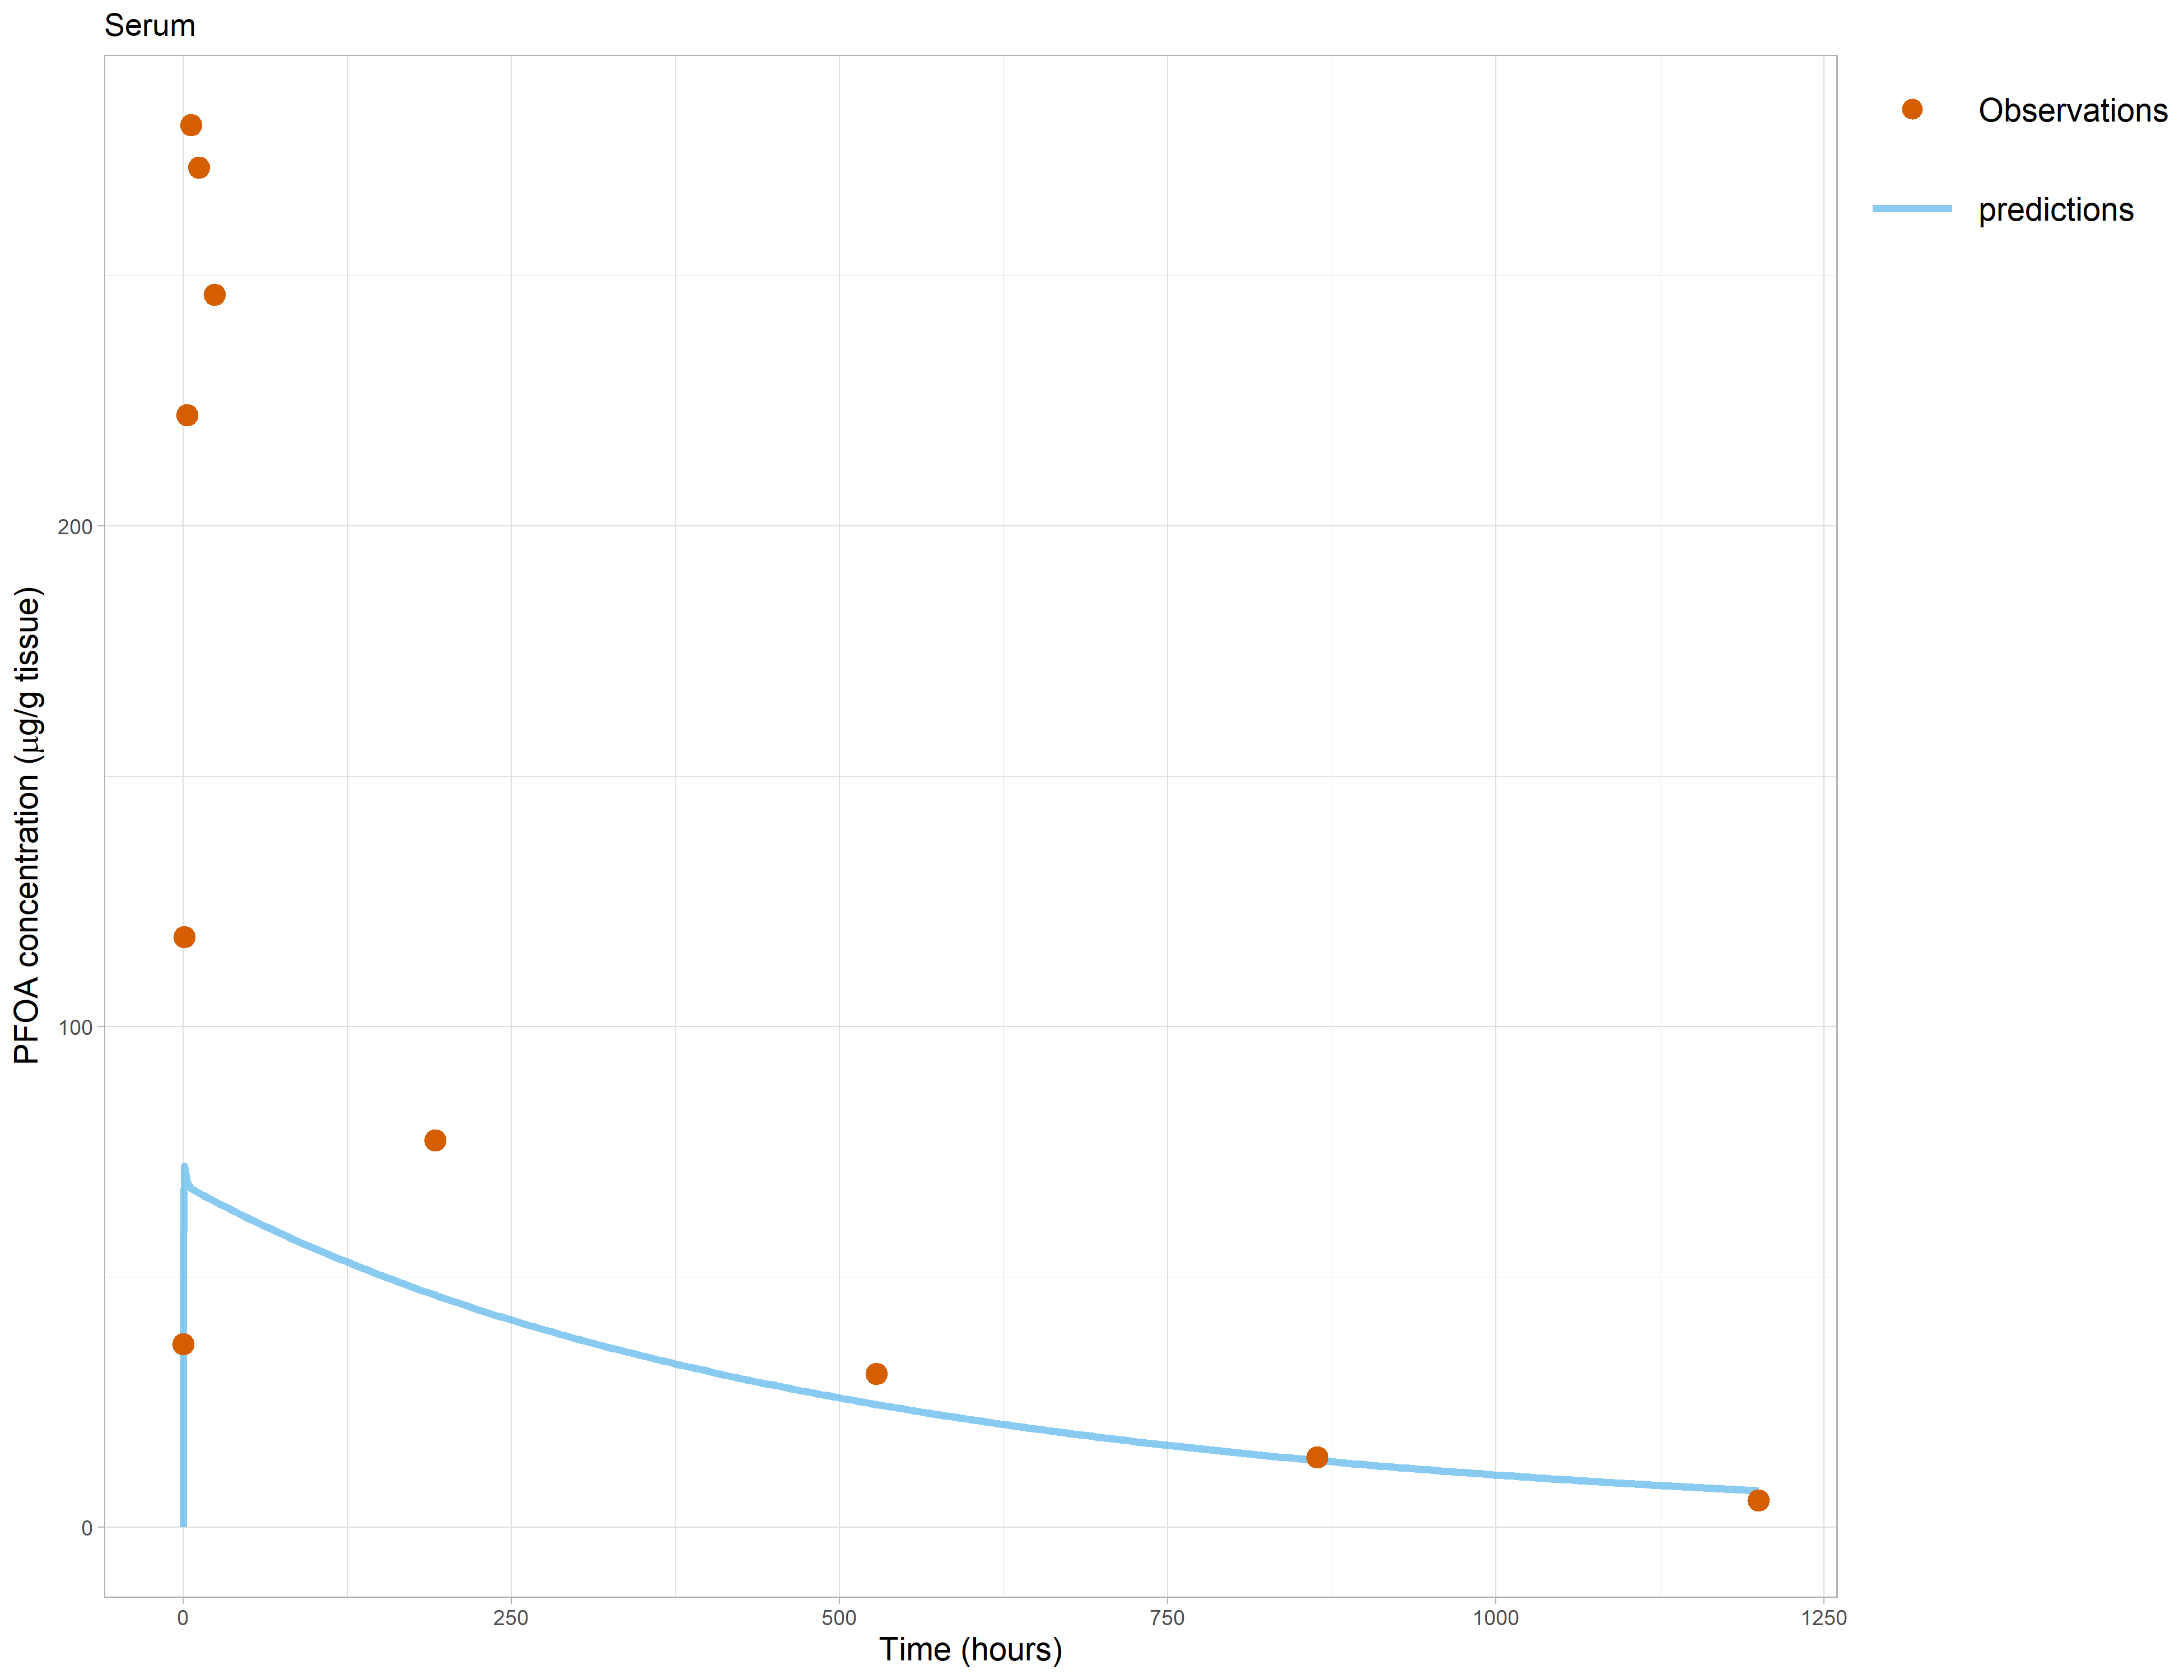 Serum
Observations
predictions
PFOA concentration (μg/g tissue)
200
100
0
0
250
500
750
1000
1250
Time (hours)